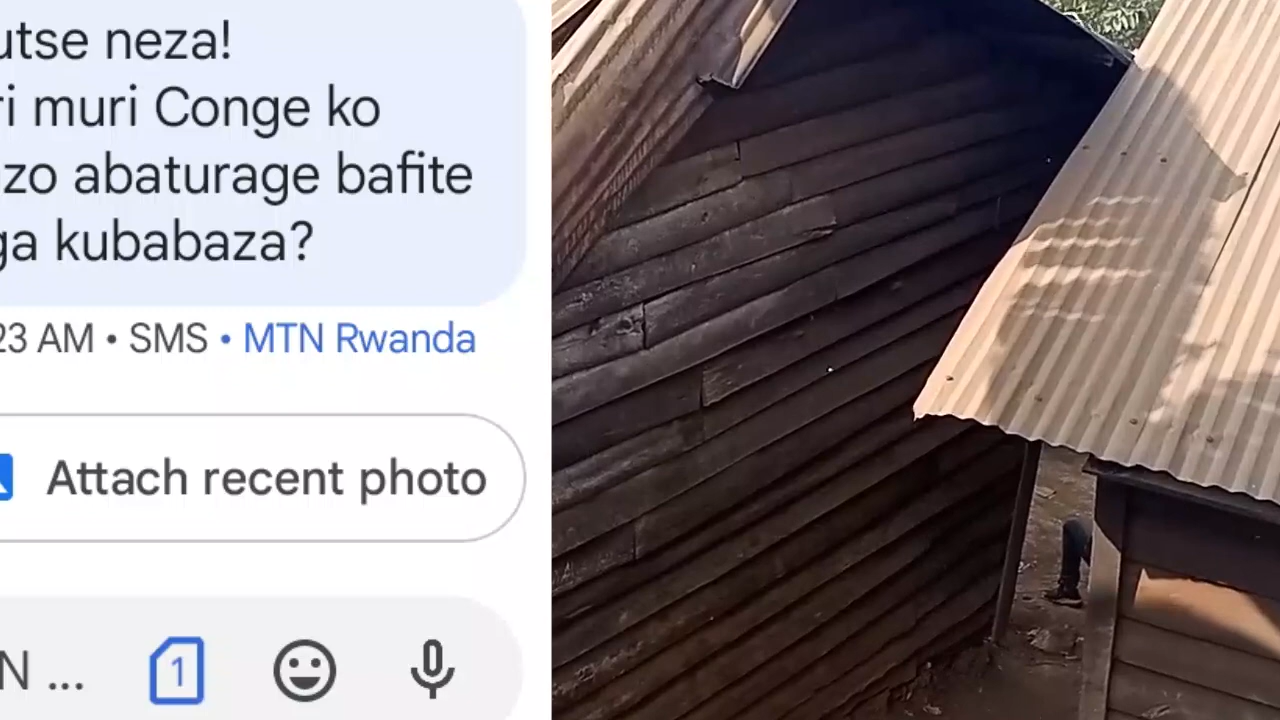 utse neza!
ri muri Conge ko
zo abaturage bafite
ga kubabaza?
23 AM • SMS • MTN Rwanda
Attach recent photo
N ...
1